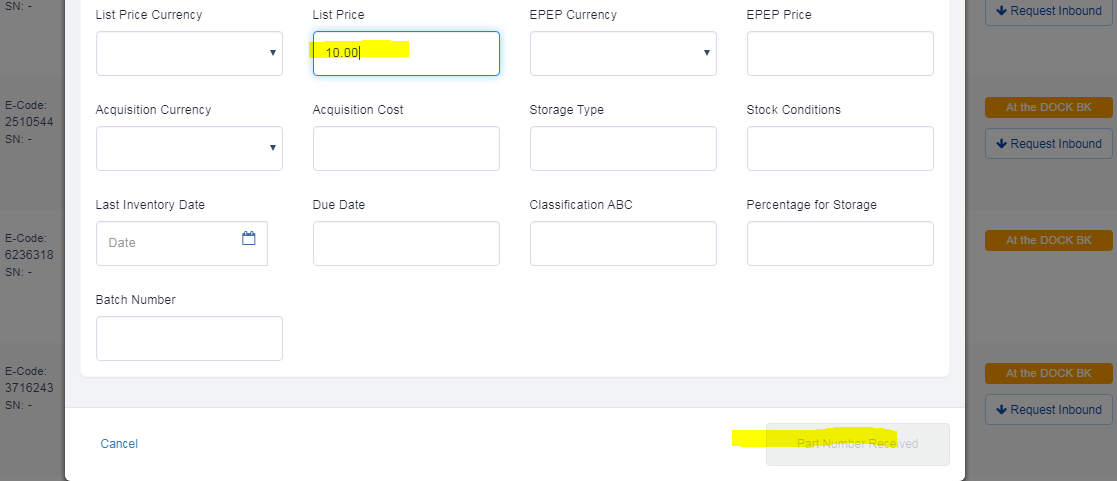 SN: -
List Price Currency
List Price
EPEP Currency
EPEP Price
Request Inbound
10.00
E-Code:
2510544
SN: -
Acquisition Currency
Acquisition Cost
Storage Type
Stock Conditions
At the DOCK BK
Request Inbound
Last Inventory Date
Due Date
Classification ABC
Percentage for Storage
E-Code:
6236318
SN: -
Date
At the DOCK BK
Batch Number
E-Code:
3716243
SN: -
At the DOCK BK
Request Inbound
Cancel
Part Number Received